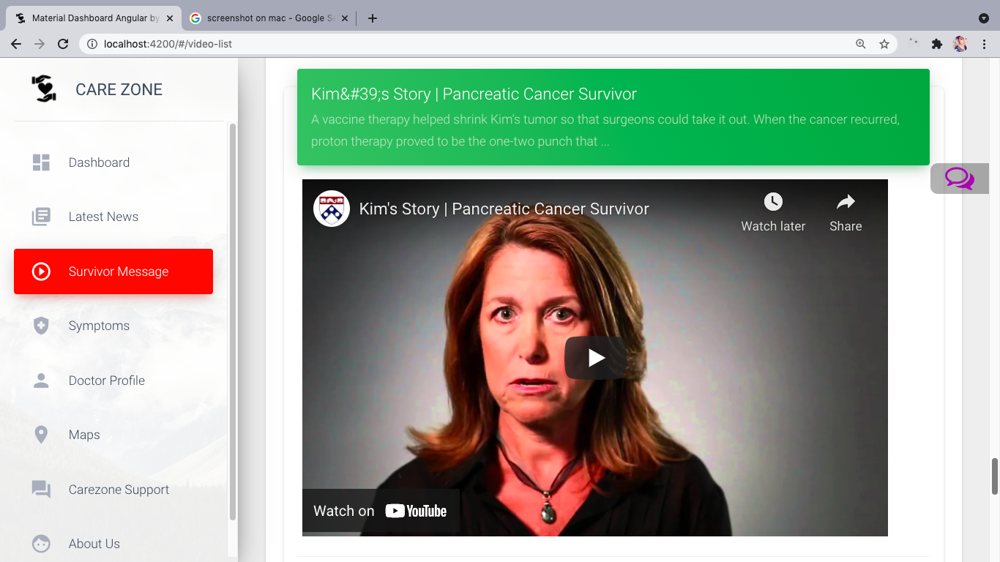 Material Dashboard Angular by
screenshot on mac - Google S
localhost:4200/#/video-list
CARE ZONE
Dashboard
Latest News
Survivor Message
Symptoms
Doctor Profile
Maps
Carezone Support
About Us
Kim&#39;s Story | Pancreatic Cancer Survivor
A vaccine therapy helped shrink Kim's tumor so that surgeons could take it out. When the cancer recurred,
proton therapy proved to be the one-two punch that ...
Kim's Story | Pancreatic Cancer Survivor
Watch later
Share
Watch on YouTube